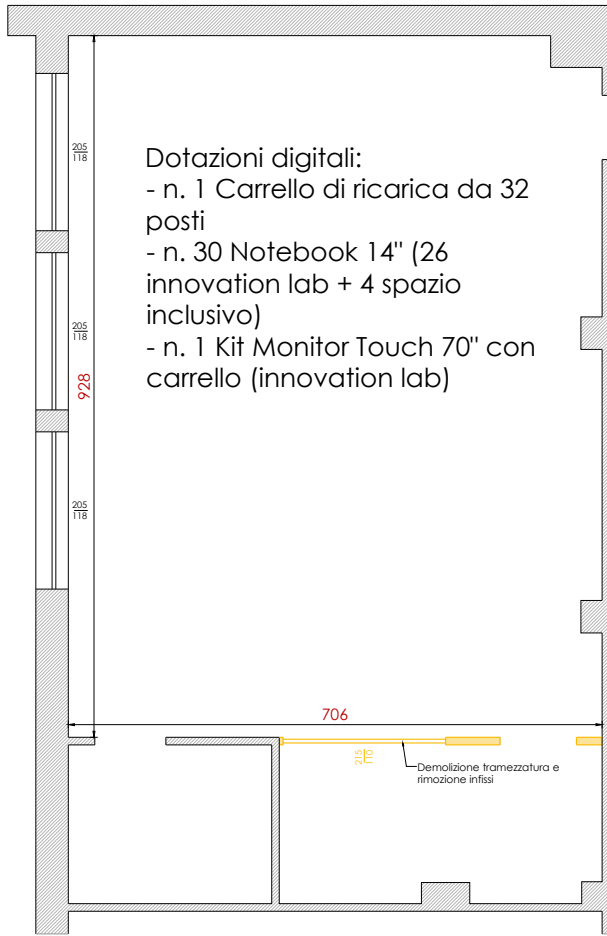 Dotazioni digitali:
- n. 1 Carrello di ricarica da 32
posti
- n. 30 Notebook 14" (26
innovation lab + 4 spazio
inclusivo)
- n. 1 Kit Monitor Touch 70" con
carrello (innovation lab)
205
118
205
118
928
205
118
706
215
110
Demolizione tramezzatura e
rimozione infissi